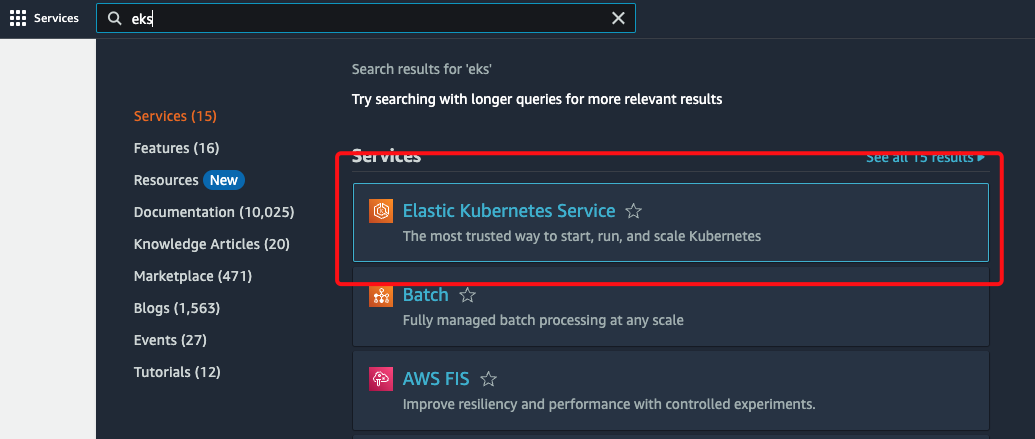 Services
eks
Search results for 'eks'
Try searching with longer queries for more relevant results
Services (15)
Features (16)
Resources New
Documentation (10,025)
Knowledge Articles (20)
Marketplace (471)
Blogs (1,563)
Events (27)
Tutorials (12)
Services
See all 15 results
Elastic Kubernetes Service
The most trusted way to start, run, and scale Kubernetes
Batch
Fully managed batch processing at any scale
AWS FIS
Improve resiliency and performance with controlled experiments.